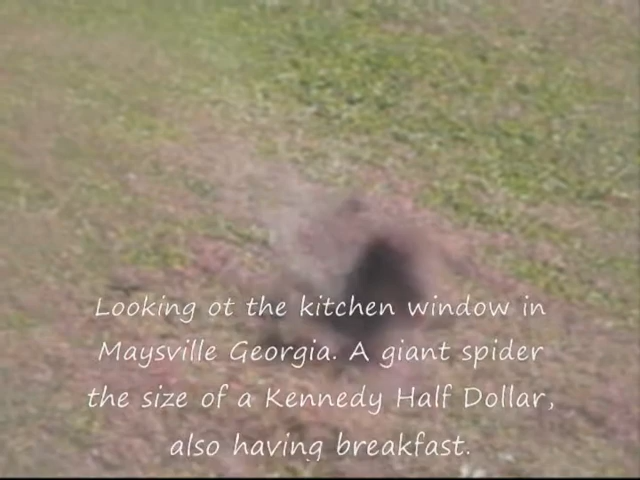 Looking ot the kitchen window in
Maysville Georgia. A giant spider
the size of a Kennedy Half Dollar,
also having breakfast.